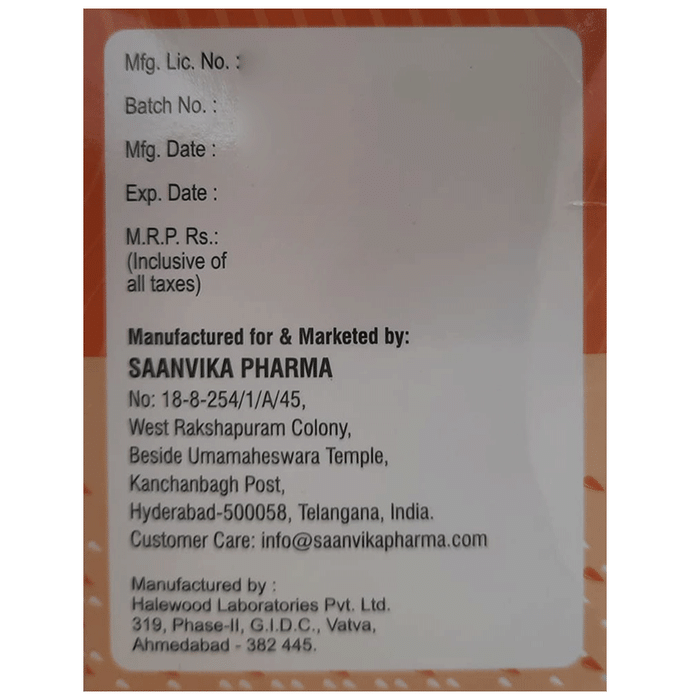 Mfg. Lic. No. :
Batch No. :
Mfg. Date :
Exp. Date :
M.R.P. Rs.:
(Inclusive of
all taxes)
Manufactured for & Marketed by:
SAANVIKA PHARMA
No: 18-8-254/1/A/45,
West Rakshapuram Colony,
Beside Umamaheswara Temple,
Kanchanbagh Post,
Hyderabad-500058, Telangana, India.
Customer Care: info@saanvikapharma.com
Manufactured by :
Halewood Laboratories Pvt. Ltd.
319, Phase-II, G.I.D.C., Vatva,
Ahmedabad - 382 445.